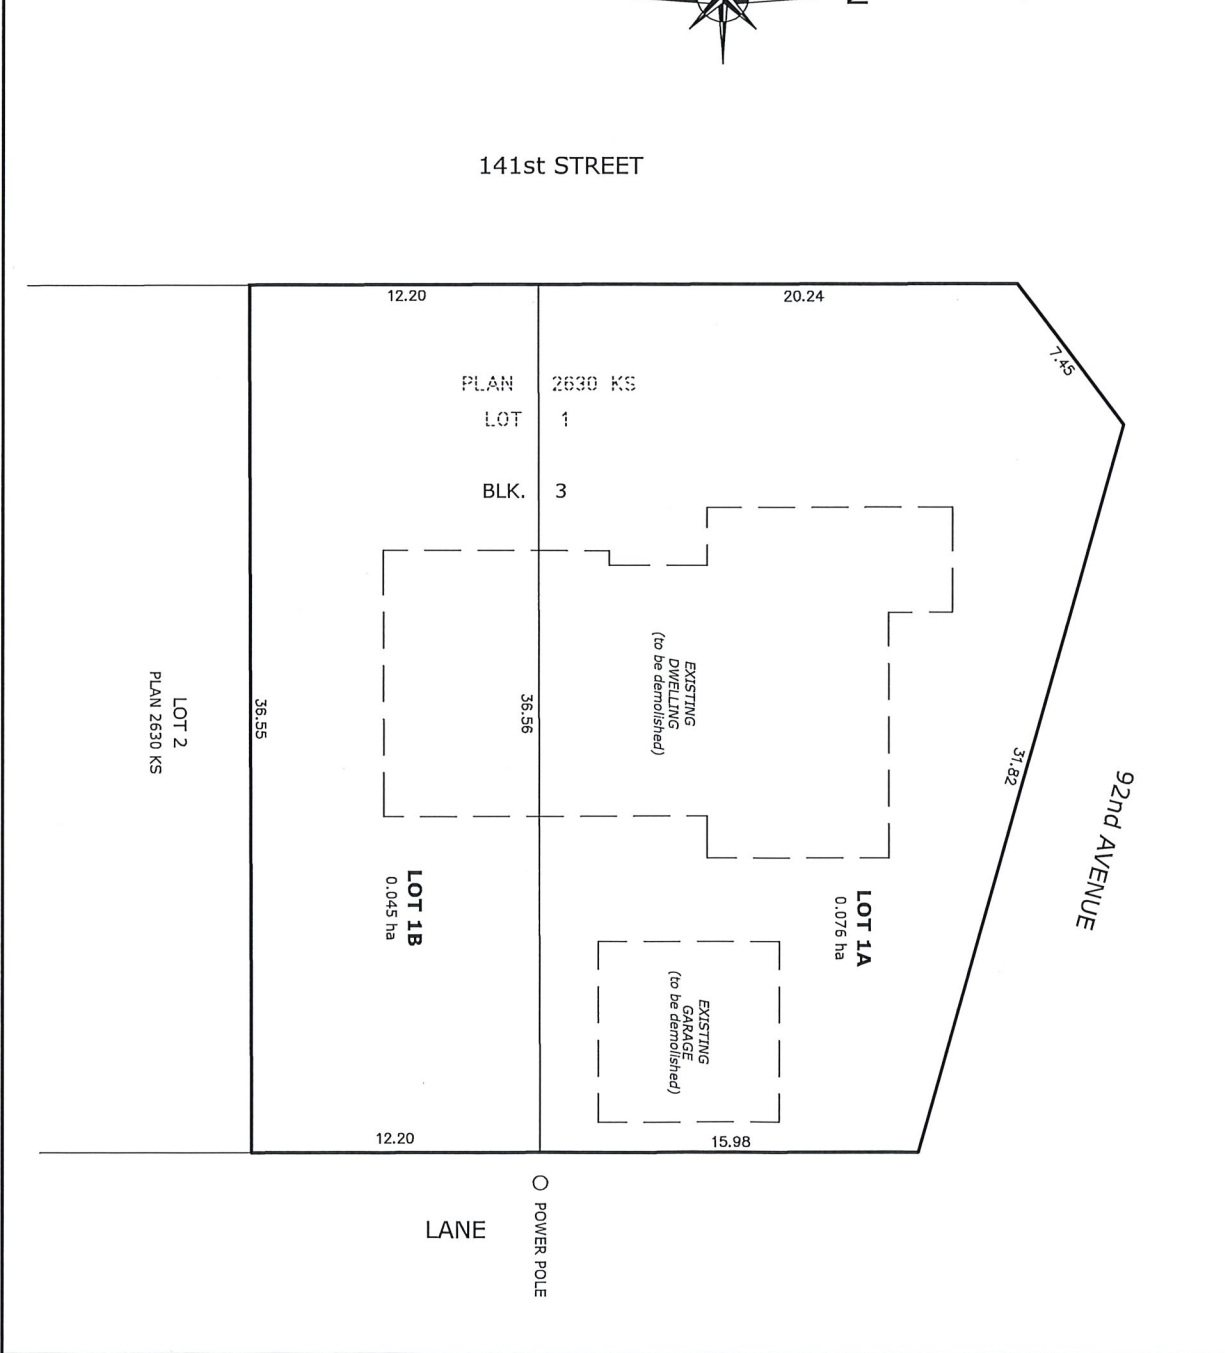 141st STREET
12.20
20.24
7.45
PLAN 2630 KS
LOT 1
BLK. 3
EXISTING
DWELLING
(to be demolished)
36.55
36.56
31.82
LOT 2
PLAN 2630 KS
92nd AVENUE
LOT 1B
0.045 ha
LOT 1A
0.076 ha
EXISTING
GARAGE
(to be demolished)
12.20
15.98
LANE
POWER POLE